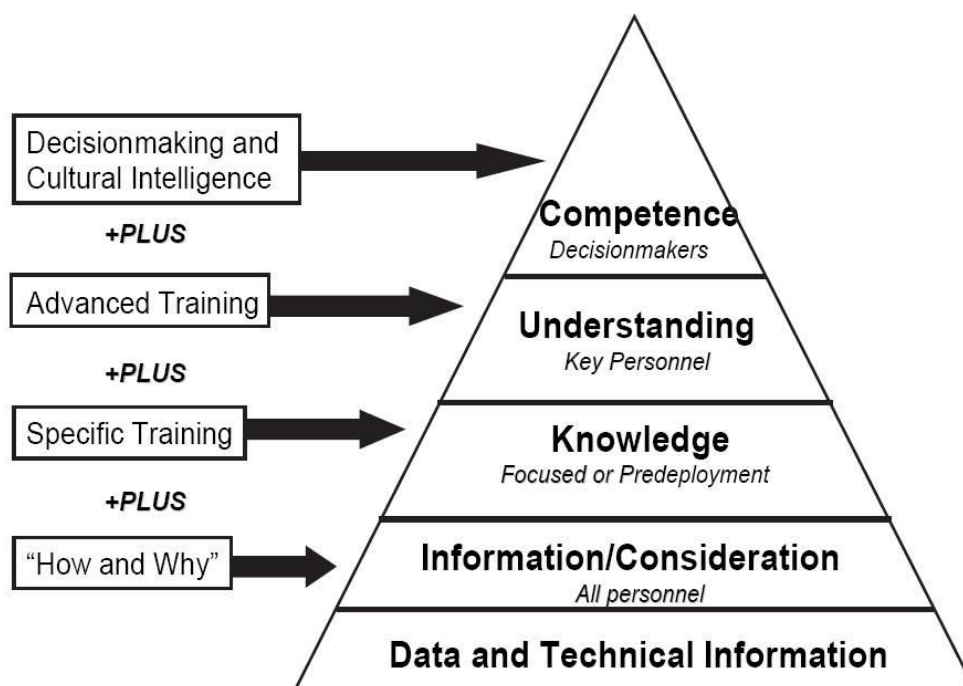 Decisionmaking and
Cultural Intelligence
+PLUS
Advanced Training
+PLUS
Specific Training
+PLUS
“How and Why”
Competence
Decisionmakers
Understanding
Key Personnel
Knowledge
Focused or Predeployment
Information/Consideration
All personnel
Data and Technical Information